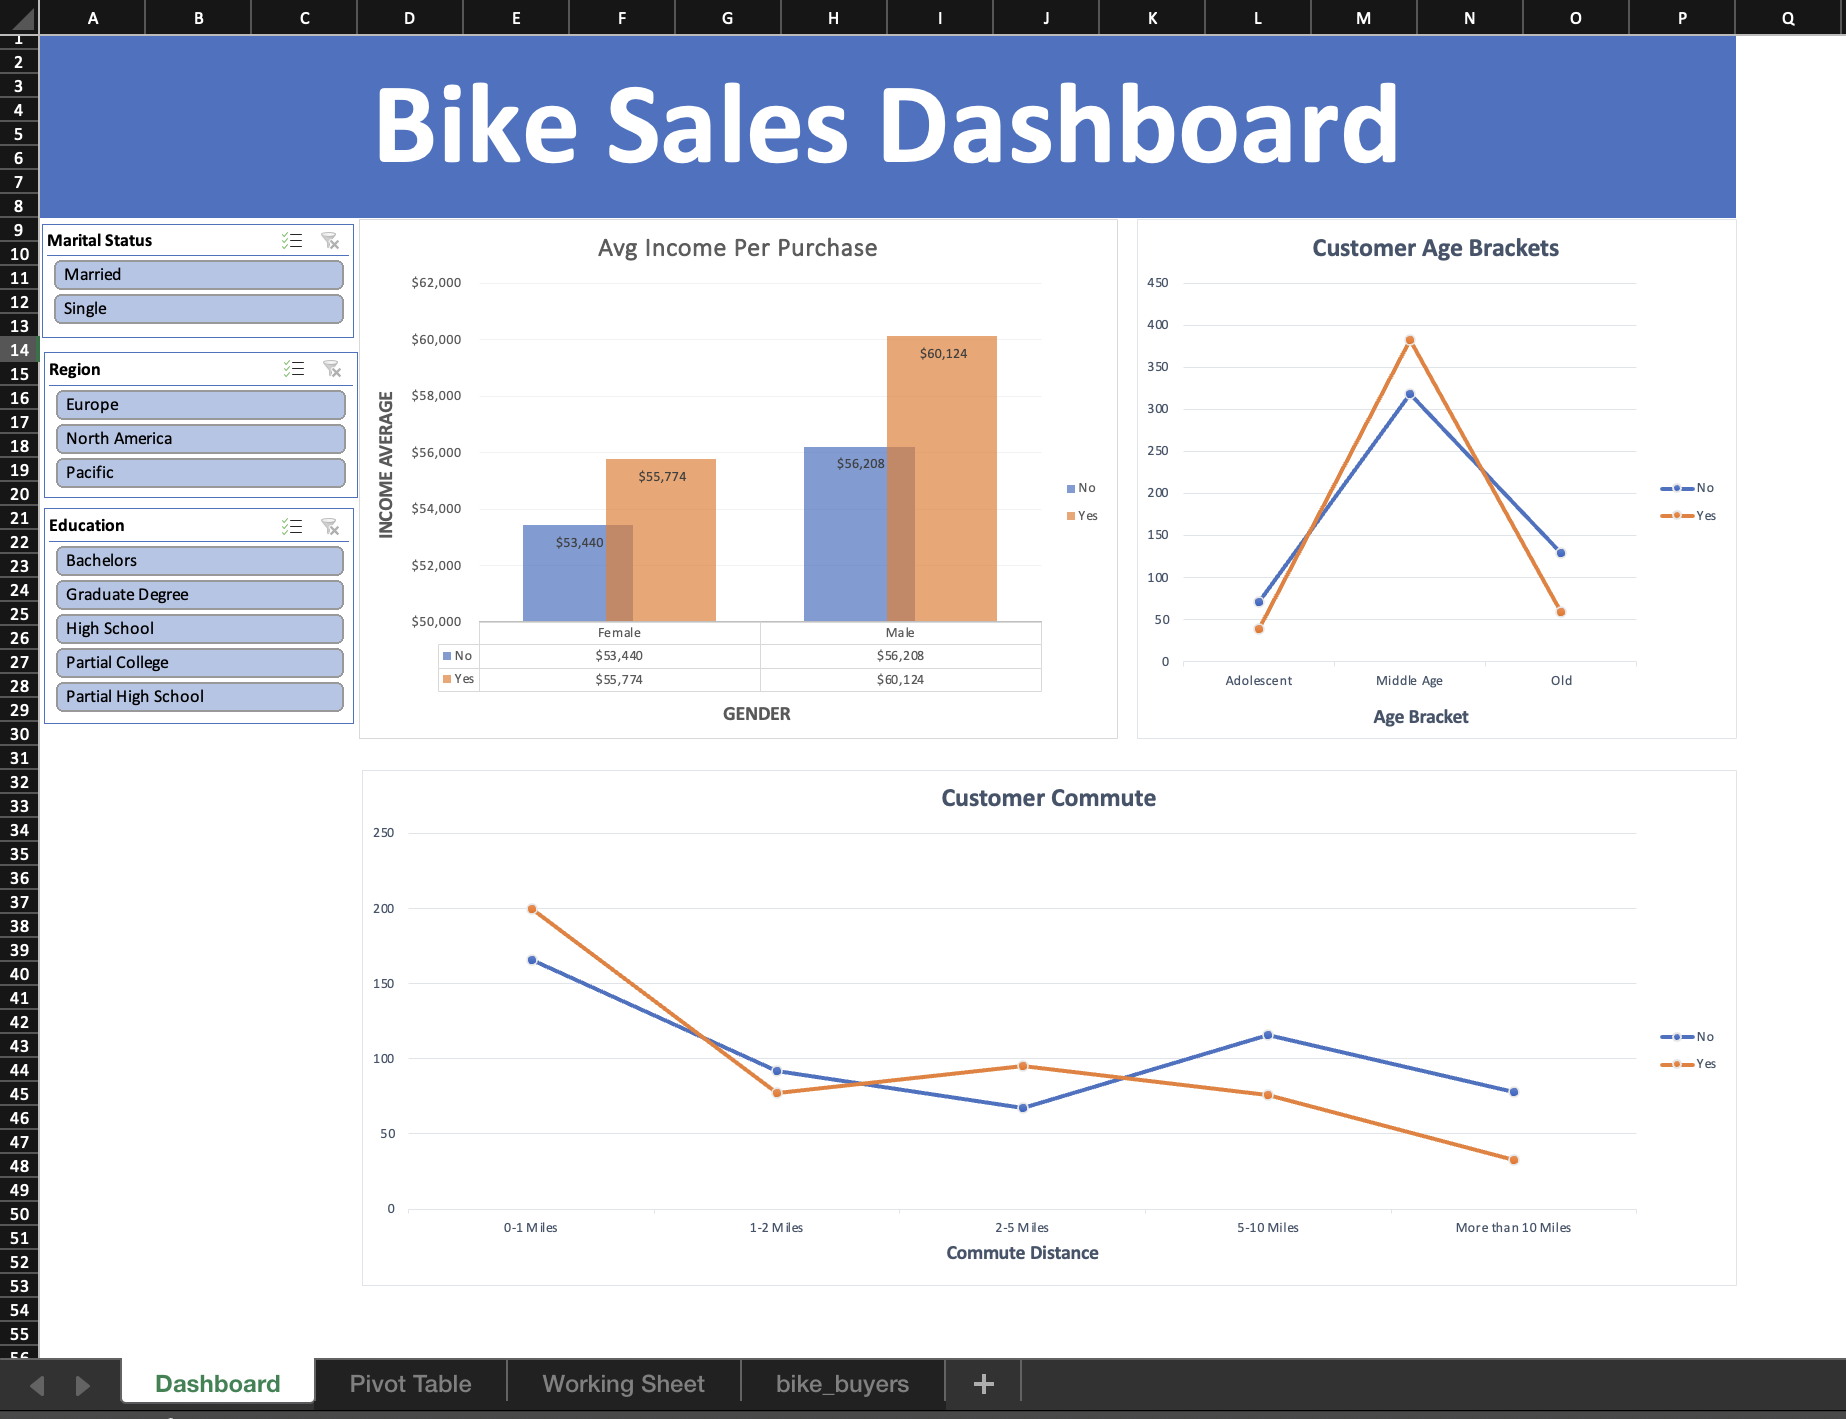 A B C D E F G H I J K L M N O P Q
1
2
3
4
5
6
7
8
9
10
11
12
13
14
15
16
17
18
19
20
21
22
23
24
25
26
27
28
29
30
31
32
33
34
35
36
37
38
39
40
41
42
43
44
45
46
47
48
49
50
51
52
53
54
55
56
Bike Sales Dashboard
Marital Status
Married
Single
Region
Europe
North America
Pacific
Education
Bachelors
Graduate Degree
High School
Partial College
Partial High School
Avg Income Per Purchase
INCOME AVERAGE
$62,000
$60,000
$58,000
$56,000
$54,000
$52,000
$50,000
$53,440
$55,774
$56,208
$60,124
No
Yes
Female Male
No $53,440 $56,208
Yes $55,774 $60,124
GENDER
Customer Age Brackets
450
400
350
300
250
200
150
100
50
0
Adolescent Middle Age Old
Age Bracket
No
Yes
Customer Commute
250
200
150
100
50
0
0-1 Miles 1-2 Miles 2-5 Miles 5-10 Miles More than 10 Miles
Commute Distance
No
Yes
Dashboard Pivot Table Working Sheet bike_buyers +